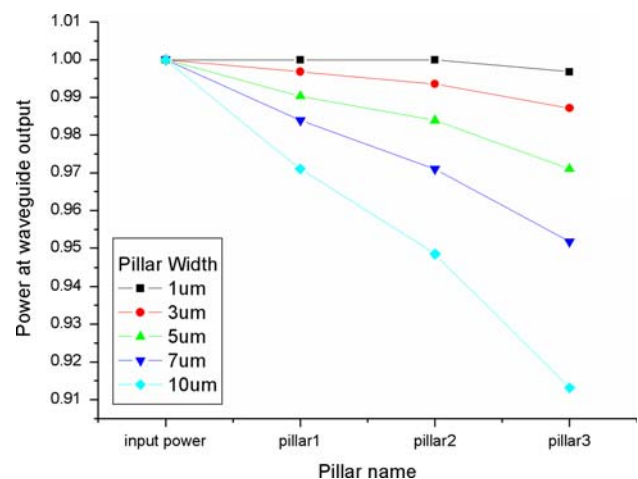 Power at waveguide output
1.01
1.00
0.99
0.98
0.97
0.96
0.95
0.94
0.93
0.92
0.91
Pillar Width
1um
3um
5um
7um
10um
input power pillar1 pillar2 pillar3
Pillar name